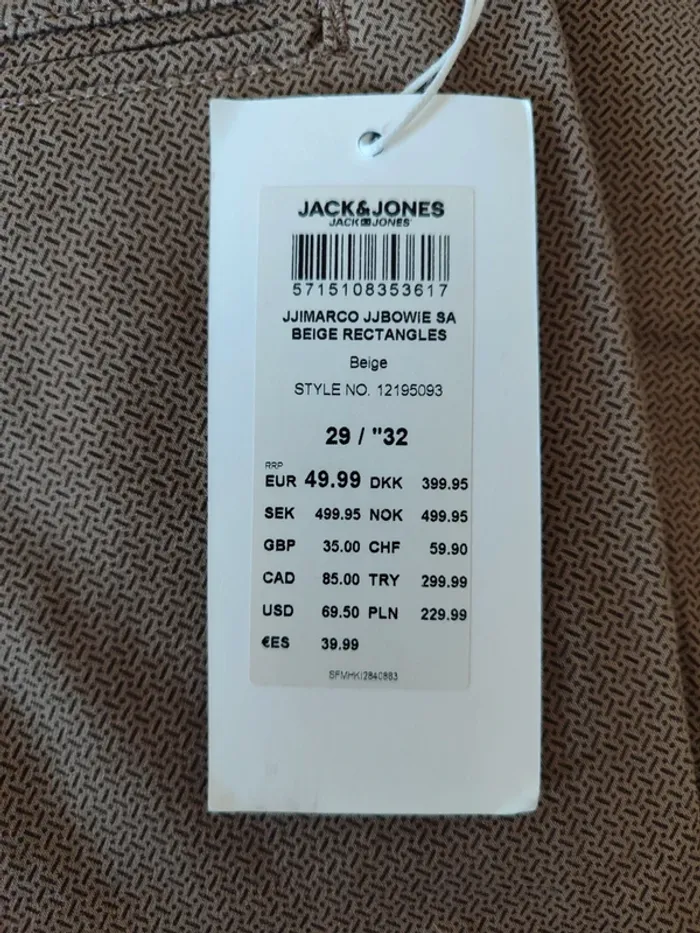 JACK&JONES
JACK&JONES
5715108353617
JJIMARCO JJBOWIE SA
BEIGE RECTANGLES
Beige
STYLE NO. 12195093
29 / "32
RRP
EUR 49.99 DKK 399.95
SEK 499.95 NOK 499.95
GBP 35.00 CHF 59.90
CAD 85.00 TRY 299.99
USD 69.50 PLN 229.99
€ES 39.99